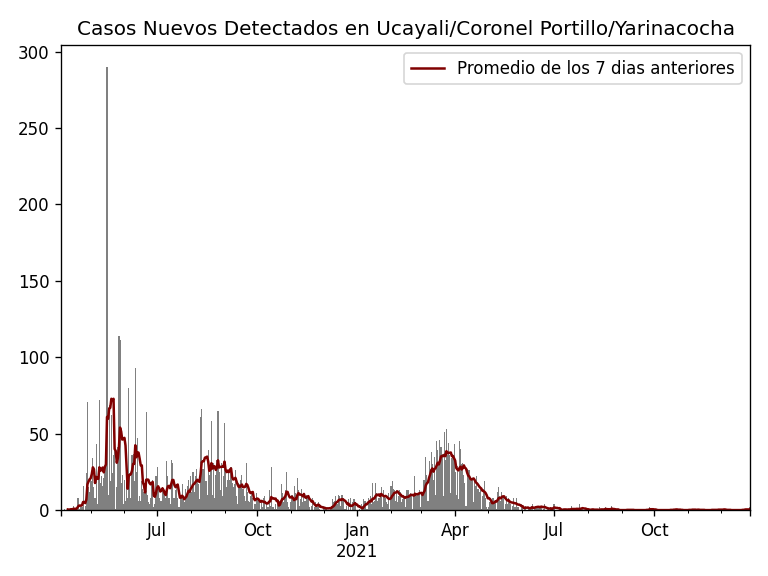 Casos Nuevos Detectados en Ucayali/Coronel Portillo/Yarinacocha
Promedio de los 7 dias anteriores
300
250
200
150
100
50
0
Jul
Oct
Jan
2021
Apr
Jul
Oct